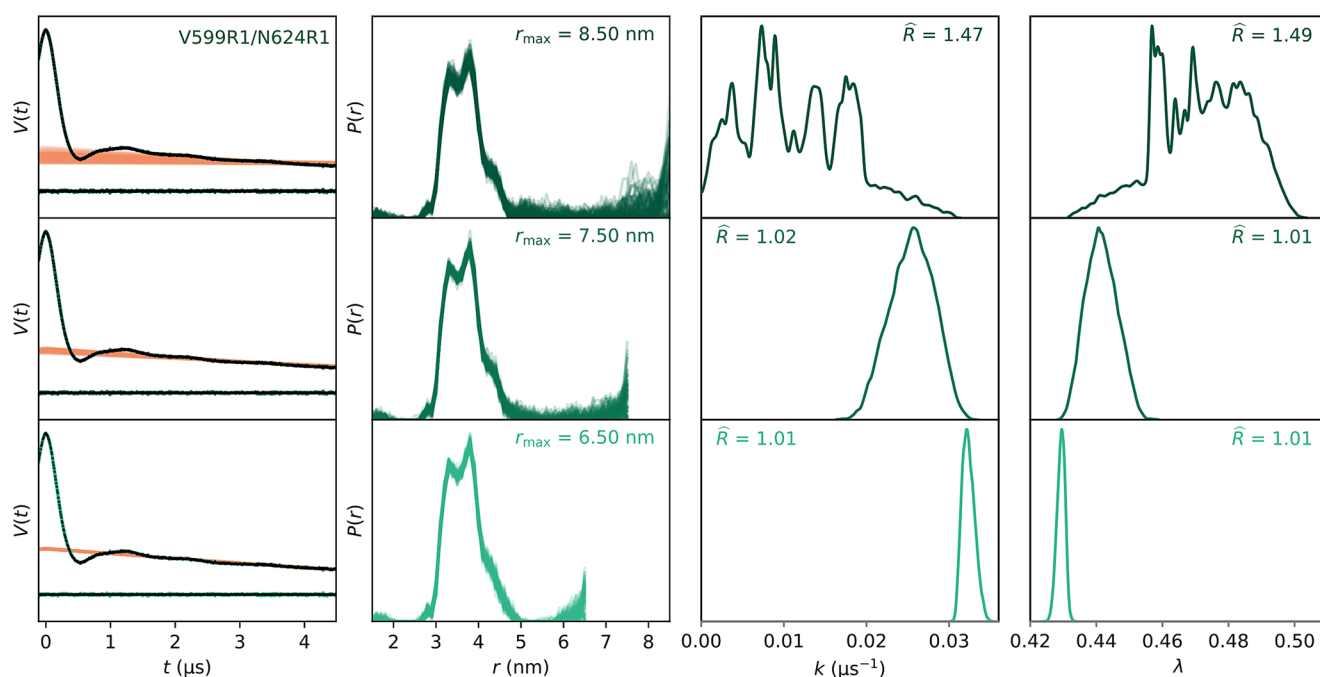 V599R1/N624R1
V(t)
r_max = 8.50 nm
P(r)
R̂ = 1.47
R̂ = 1.49
V(t)
r_max = 7.50 nm
P(r)
R̂ = 1.02
R̂ = 1.01
V(t)
r_max = 6.50 nm
P(r)
R̂ = 1.01
R̂ = 1.01
0 1 2 3 4
t (μs)
2 3 4 5 6 7 8
r (nm)
0.00 0.01 0.02 0.03
k (μs⁻¹)
0.42 0.44 0.46 0.48 0.50
λ